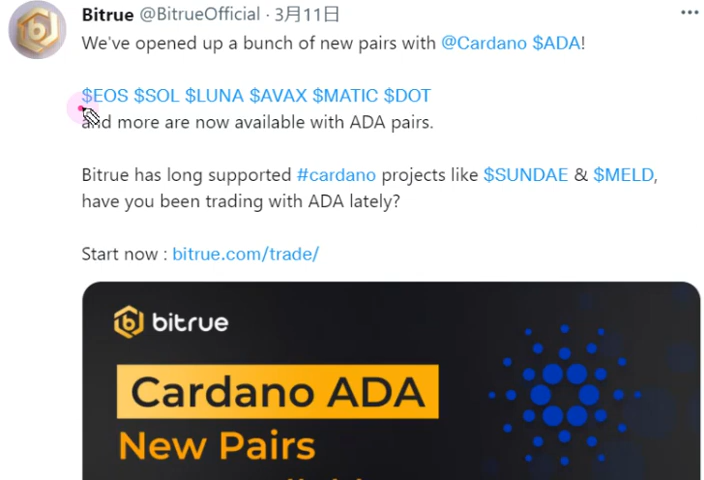 Bitrue @BitrueOfficial · 3月11日
We've opened up a bunch of new pairs with @Cardano $ADA!
$EOS $SOL $LUNA $AVAX $MATIC $DOT
and more are now available with ADA pairs.
Bitrue has long supported #cardano projects like $SUNDAE & $MELD,
have you been trading with ADA lately?
Start now : bitrue.com/trade/
bitrue
Cardano ADA
New Pairs